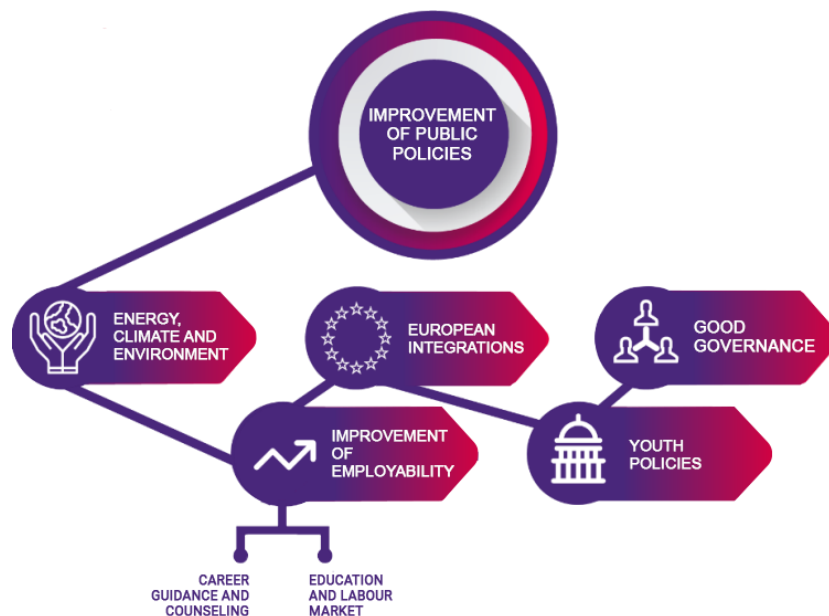 IMPROVEMENT
OF PUBLIC
POLICIES
ENERGY,
CLIMATE AND
ENVIRONMENT
EUROPEAN
INTEGRATIONS
GOOD
GOVERNANCE
IMPROVEMENT
OF
EMPLOYABILITY
YOUTH
POLICIES
CAREER
GUIDANCE AND
COUNSELING
EDUCATION
AND LABOUR
MARKET